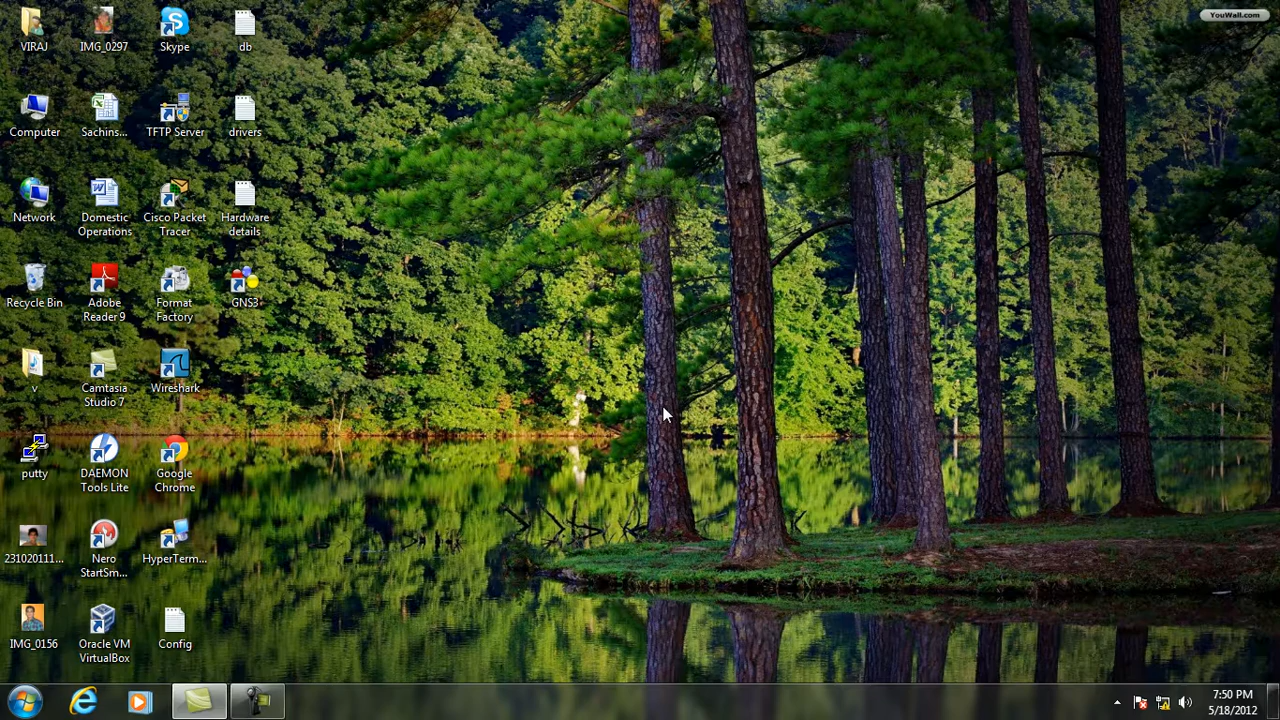 YouWall.com
VIRAJ
IMG_0297
Skype
db
Computer
Sachins...
TFTP Server
drivers
Network
Domestic
Operations
Cisco Packet
Tracer
Hardware
details
Recycle Bin
Adobe
Reader 9
Format
Factory
GNS3
v
Camtasia
Studio 7
Wireshark
putty
DAEMON
Tools Lite
Google
Chrome
231020111...
Nero
StartSm...
HyperTerm...
IMG_0156
Oracle VM
VirtualBox
Config
7:50 PM
5/18/2012